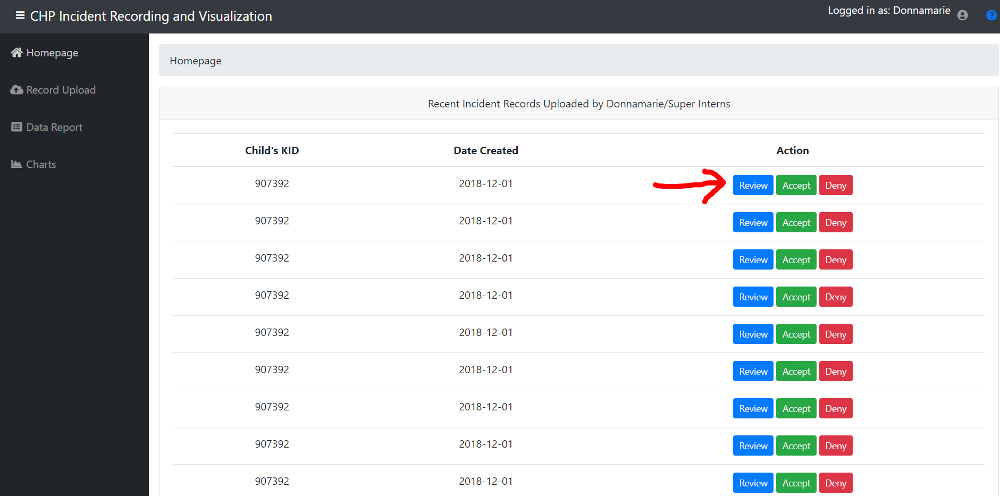 CHP Incident Recording and Visualization
Logged in as: Donnamarie
?
Homepage
Record Upload
Data Report
Charts
Homepage
Recent Incident Records Uploaded by Donnamarie/Super Interns
Child's KID Date Created Action
907392 2018-12-01 Review Accept Deny
907392 2018-12-01 Review Accept Deny
907392 2018-12-01 Review Accept Deny
907392 2018-12-01 Review Accept Deny
907392 2018-12-01 Review Accept Deny
907392 2018-12-01 Review Accept Deny
907392 2018-12-01 Review Accept Deny
907392 2018-12-01 Review Accept Deny
907392 2018-12-01 Review Accept Deny